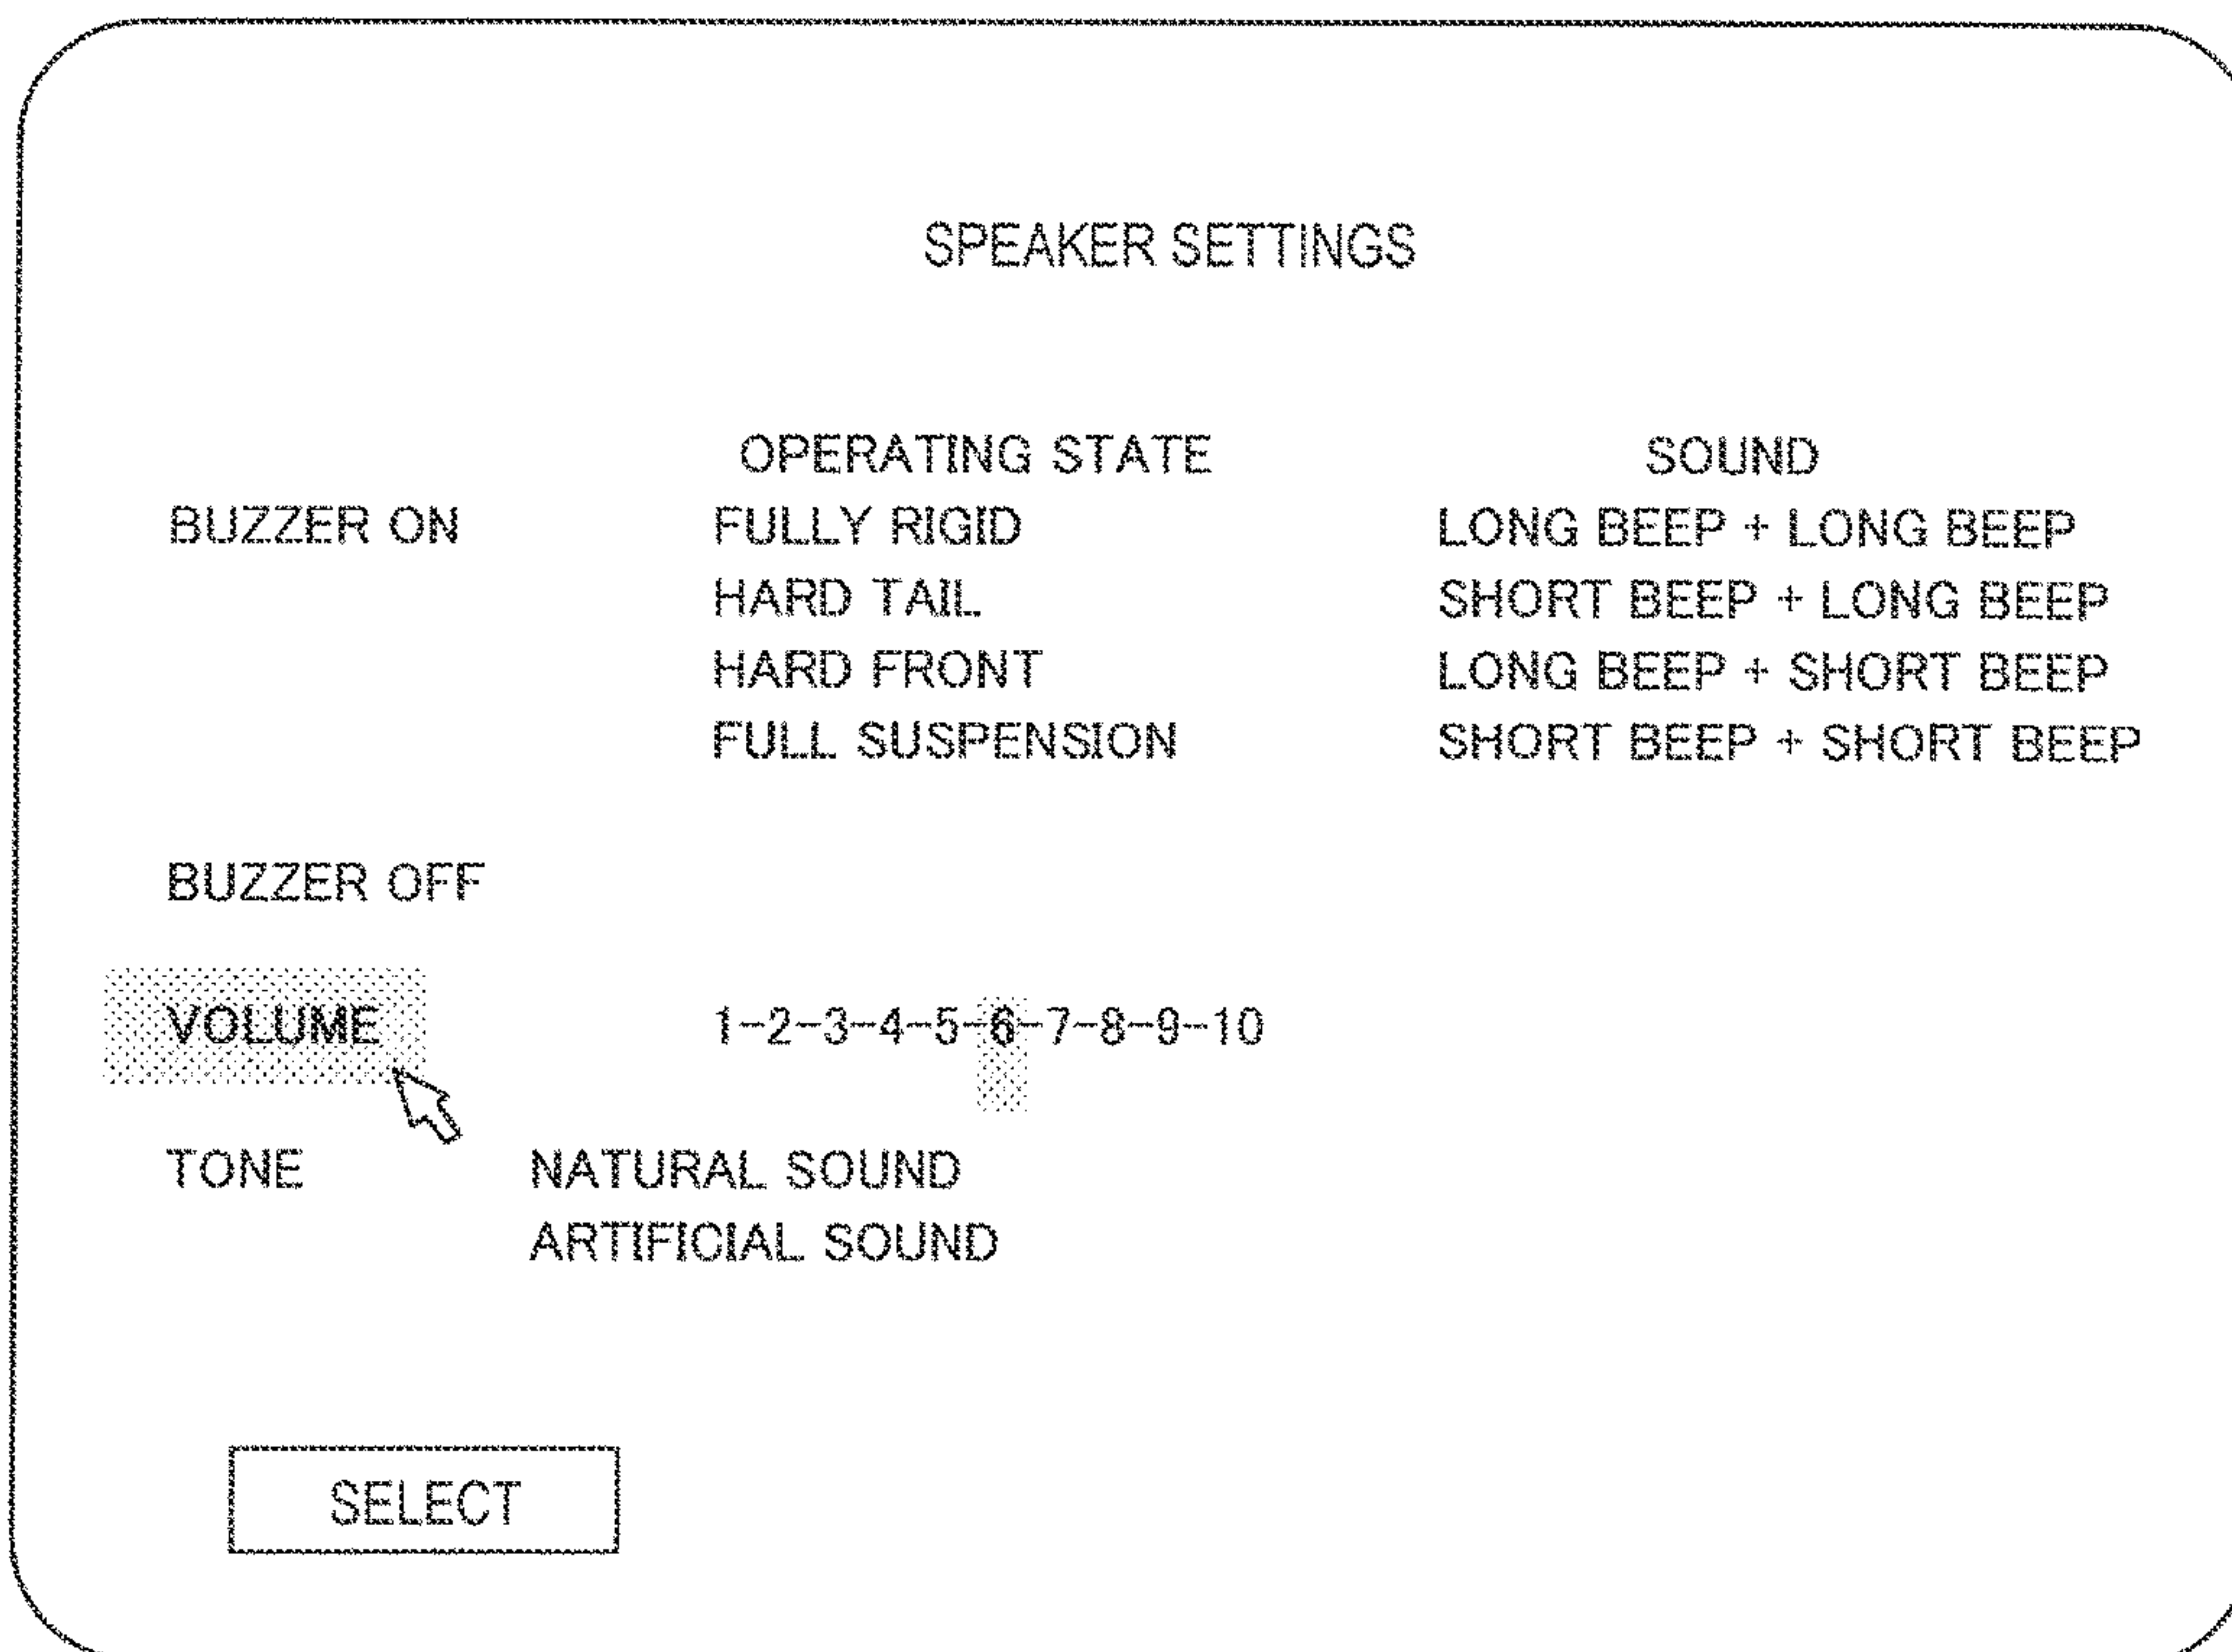 SPEAKER SETTINGS
OPERATING STATE SOUND
BUZZER ON FULLY RIGID LONG BEEP + LONG BEEP
HARD TAIL SHORT BEEP + LONG BEEP
HARD FRONT LONG BEEP + SHORT BEEP
FULL SUSPENSION SHORT BEEP + SHORT BEEP
BUZZER OFF
VOLUME 1-2-3-4-5-6-7-8-9-10
TONE NATURAL SOUND
ARTIFICIAL SOUND
SELECT